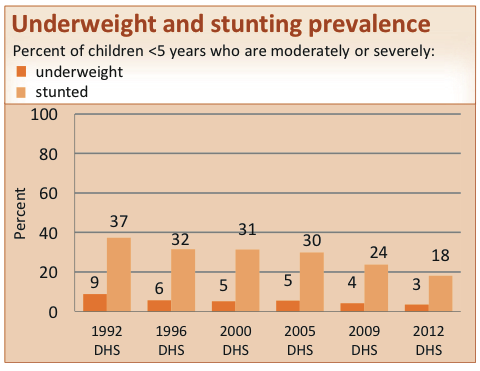 Underweight and stunting prevalence
Percent of children <5 years who are moderately or severely:
underweight
stunted
Percent
100
80
60
40
20
0
9 37
6 32
5 31
5 30
4 24
3 18
1992 1996 2000 2005 2009 2012
DHS DHS DHS DHS DHS DHS